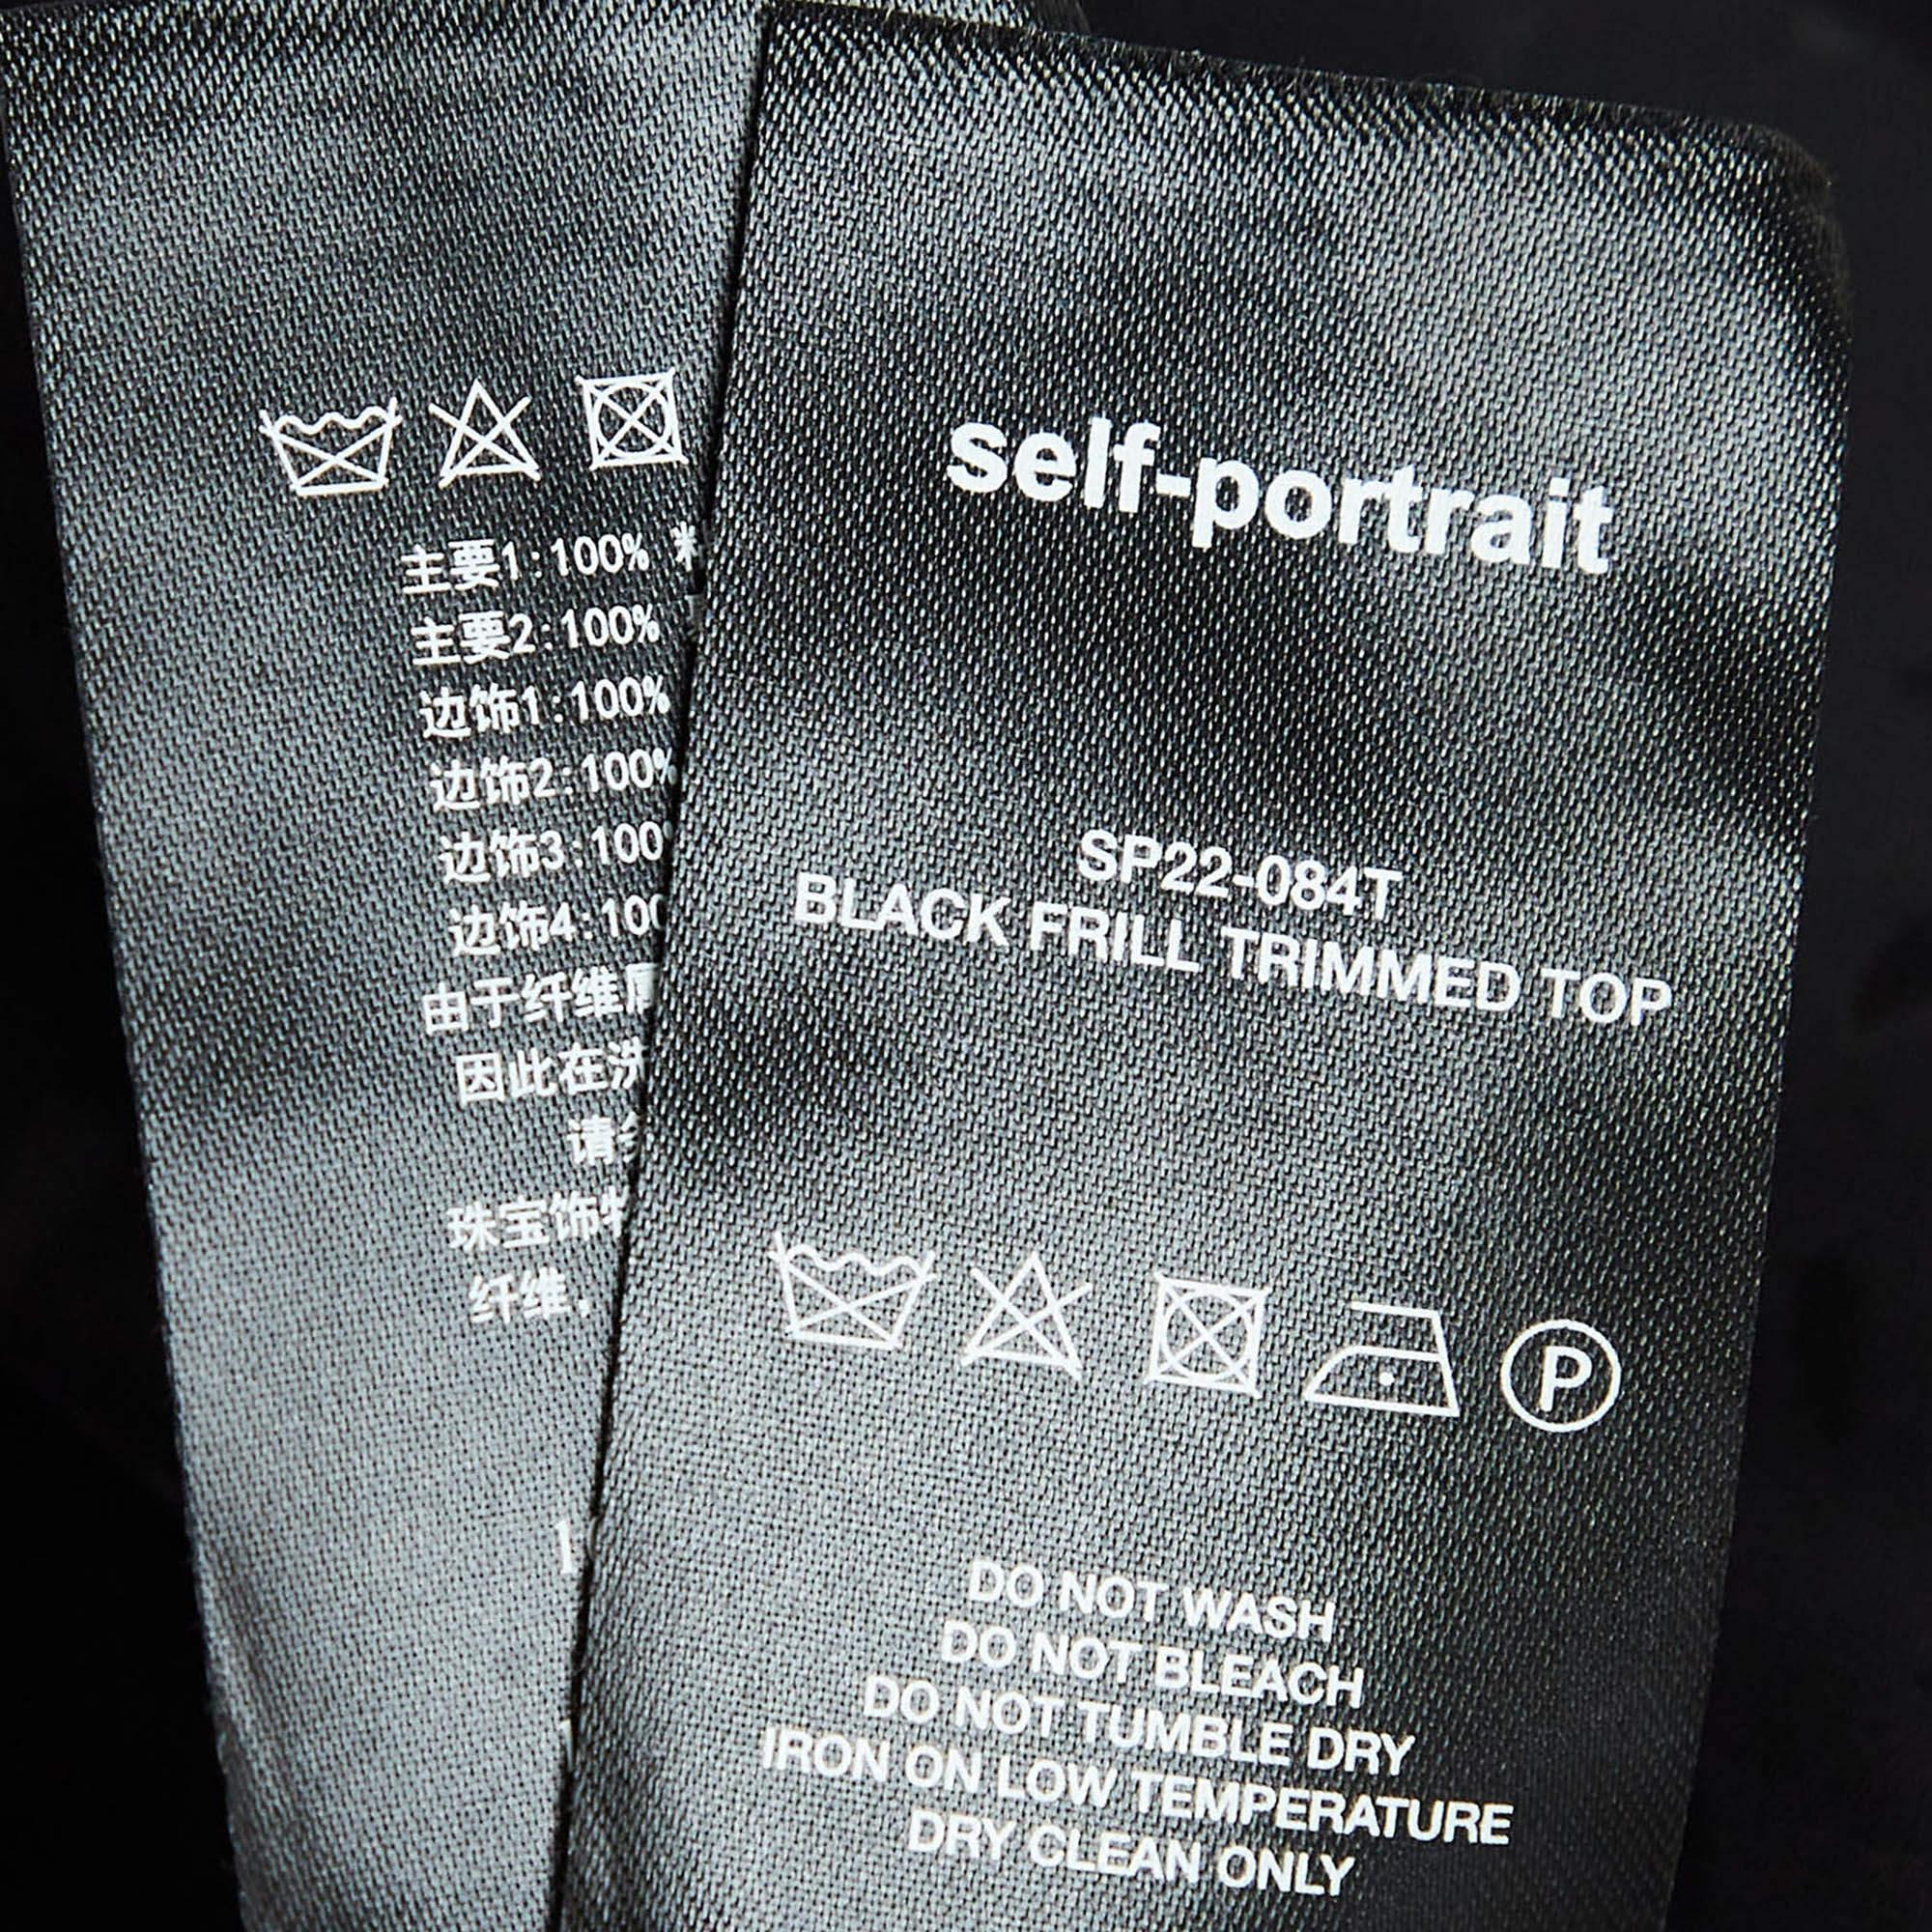 主要1:100%
主要2:100%
边饰1:100%
边饰2:100%
边饰3:100
边饰4:100
由于纤维
因此在洗
请
珠宝饰物
纤维.
self-portrait
SP22-084T
BLACK FRILL TRIMMED TOP
P
DO NOT WASH
DO NOT BLEACH
DO NOT TUMBLE DRY
IRON ON LOW TEMPERATURE
DRY CLEAN ONLY